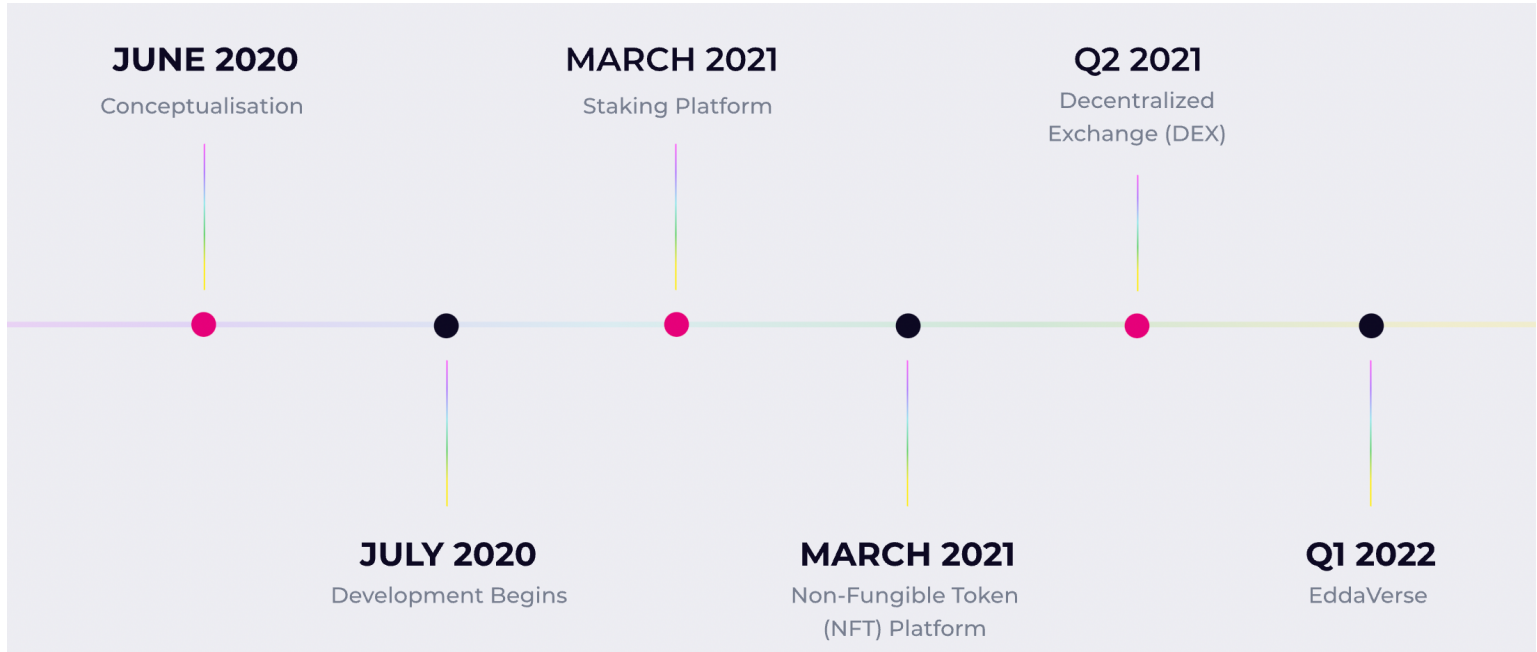 JUNE 2020
Conceptualisation
MARCH 2021
Staking Platform
Q2 2021
Decentralized
Exchange (DEX)
JULY 2020
Development Begins
MARCH 2021
Non-Fungible Token
(NFT) Platform
Q1 2022
EddaVerse